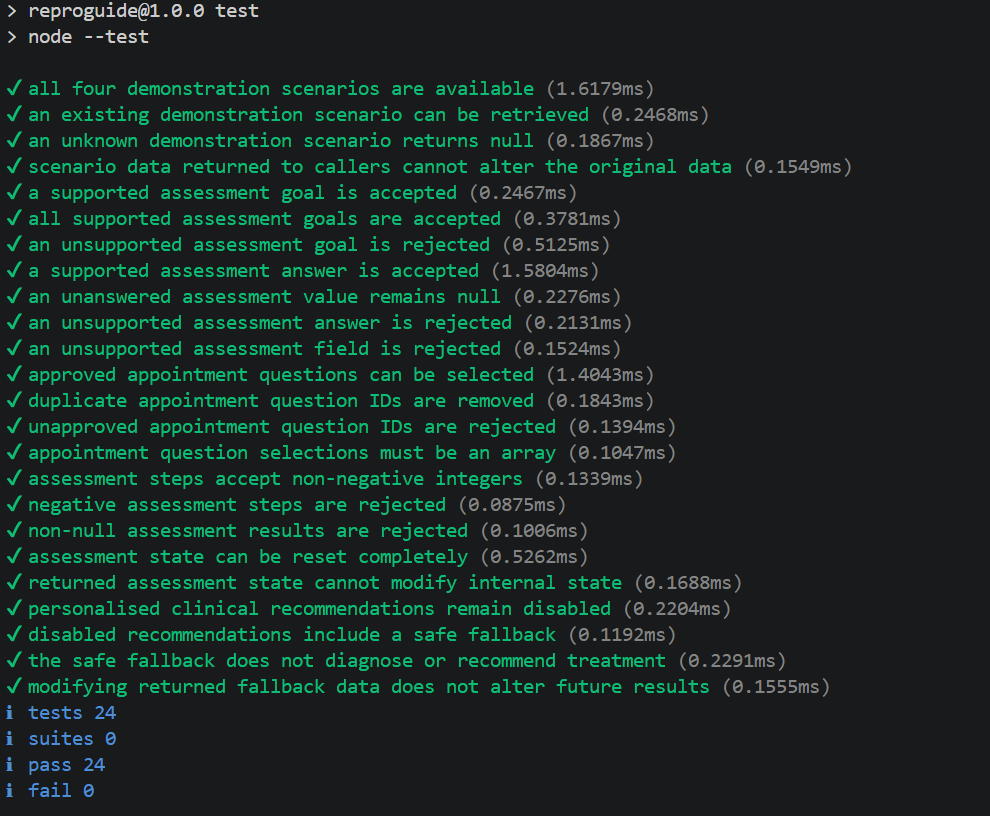 > reproguide@1.0.0 test
> node --test
✓ all four demonstration scenarios are available (1.6179ms)
✓ an existing demonstration scenario can be retrieved (0.2468ms)
✓ an unknown demonstration scenario returns null (0.1867ms)
✓ scenario data returned to callers cannot alter the original data (0.1549ms)
✓ a supported assessment goal is accepted (0.2467ms)
✓ all supported assessment goals are accepted (0.3781ms)
✓ an unsupported assessment goal is rejected (0.5125ms)
✓ a supported assessment answer is accepted (1.5804ms)
✓ an unanswered assessment value remains null (0.2276ms)
✓ an unsupported assessment answer is rejected (0.2131ms)
✓ an unsupported assessment field is rejected (0.1524ms)
✓ approved appointment questions can be selected (1.4043ms)
✓ duplicate appointment question IDs are removed (0.1843ms)
✓ unapproved appointment question IDs are rejected (0.1394ms)
✓ appointment question selections must be an array (0.1047ms)
✓ assessment steps accept non-negative integers (0.1339ms)
✓ negative assessment steps are rejected (0.0875ms)
✓ non-null assessment results are rejected (0.1006ms)
✓ assessment state can be reset completely (0.5262ms)
✓ returned assessment state cannot modify internal state (0.1688ms)
✓ personalised clinical recommendations remain disabled (0.2204ms)
✓ disabled recommendations include a safe fallback (0.1192ms)
✓ the safe fallback does not diagnose or recommend treatment (0.2291ms)
✓ modifying returned fallback data does not alter future results (0.1555ms)
ℹ tests 24
ℹ suites 0
ℹ pass 24
ℹ fail 0